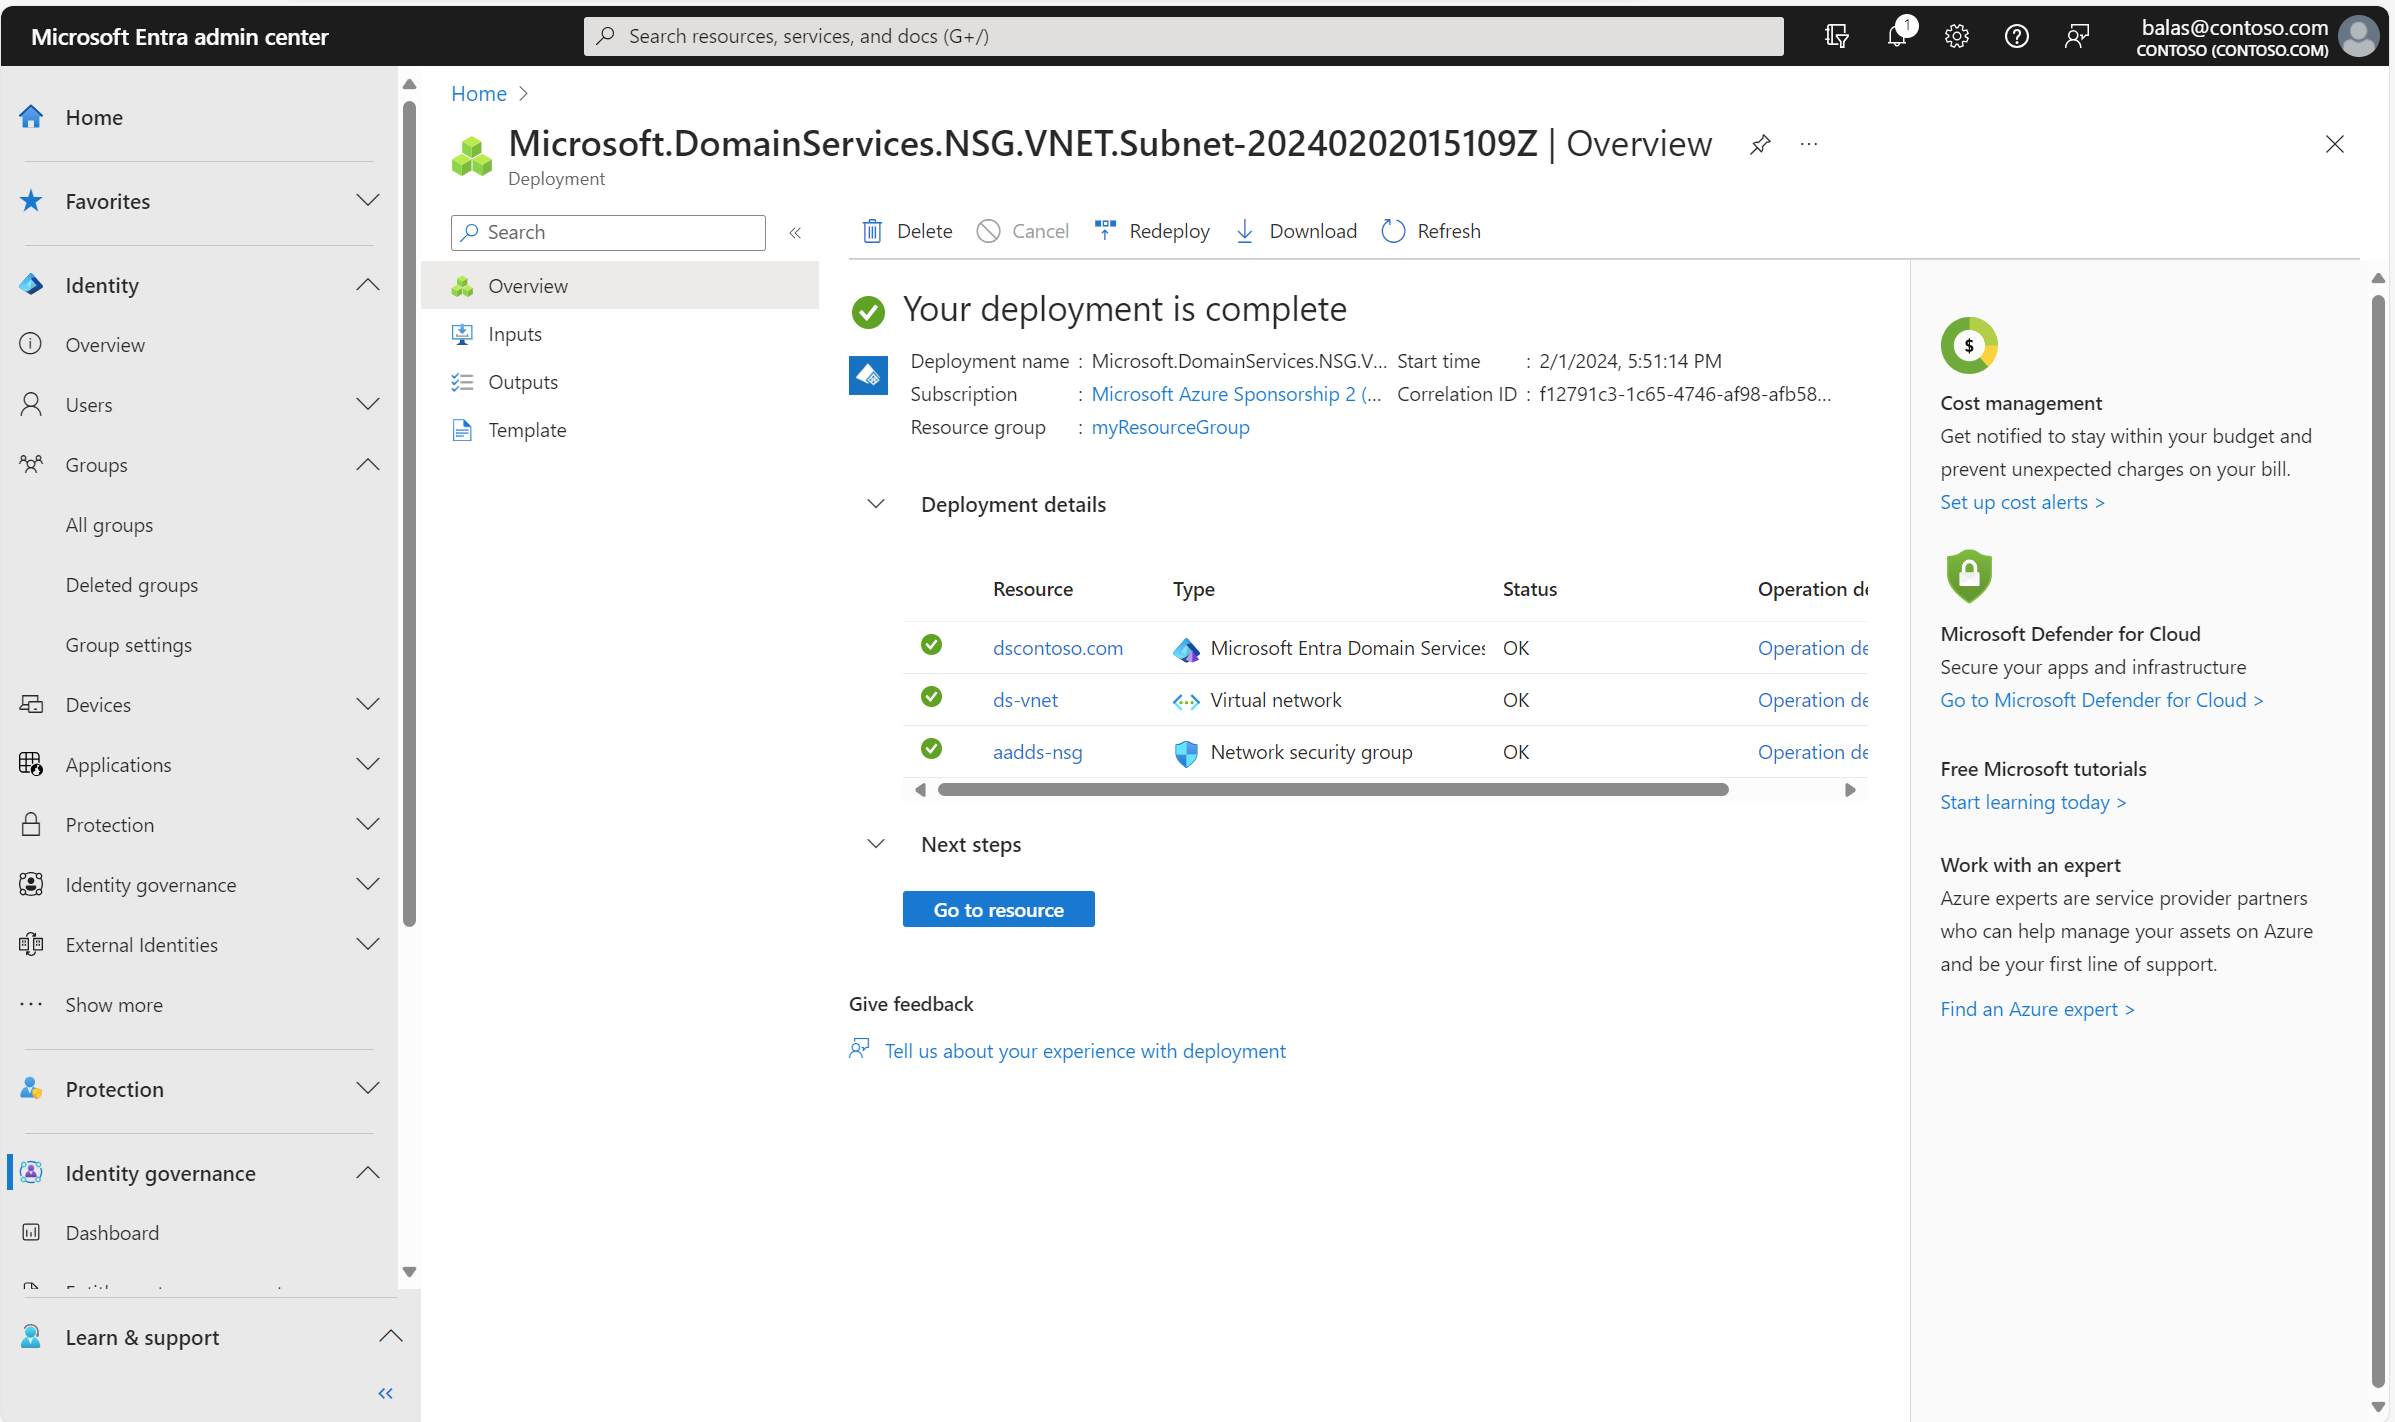 Microsoft Entra admin center
Search resources, services, and docs (G+/)
1
balas@contoso.com
CONTOSO (CONTOSO.COM)
Home
Favorites
Identity
Overview
Users
Groups
All groups
Deleted groups
Group settings
Devices
Applications
Protection
Identity governance
External Identities
Show more
Protection
Identity governance
Dashboard
Learn & support
Home
Microsoft.DomainServices.NSG.VNET.Subnet-20240202015109Z | Overview
Deployment
Search
Overview
Inputs
Outputs
Template
Delete Cancel Redeploy Download Refresh
Your deployment is complete
Deployment name : Microsoft.DomainServices.NSG.V... Start time : 2/1/2024, 5:51:14 PM
Subscription : Microsoft Azure Sponsorship 2 (... Correlation ID : f12791c3-1c65-4746-af98-afb58...
Resource group : myResourceGroup
Deployment details
Resource Type Status Operation de
dscontoso.com Microsoft Entra Domain Services OK Operation de
ds-vnet Virtual network OK Operation de
aadds-nsg Network security group OK Operation de
Next steps
Go to resource
Give feedback
Tell us about your experience with deployment
$
Cost management
Get notified to stay within your budget and
prevent unexpected charges on your bill.
Set up cost alerts >
Microsoft Defender for Cloud
Secure your apps and infrastructure
Go to Microsoft Defender for Cloud >
Free Microsoft tutorials
Start learning today >
Work with an expert
Azure experts are service provider partners
who can help manage your assets on Azure
and be your first line of support.
Find an Azure expert >